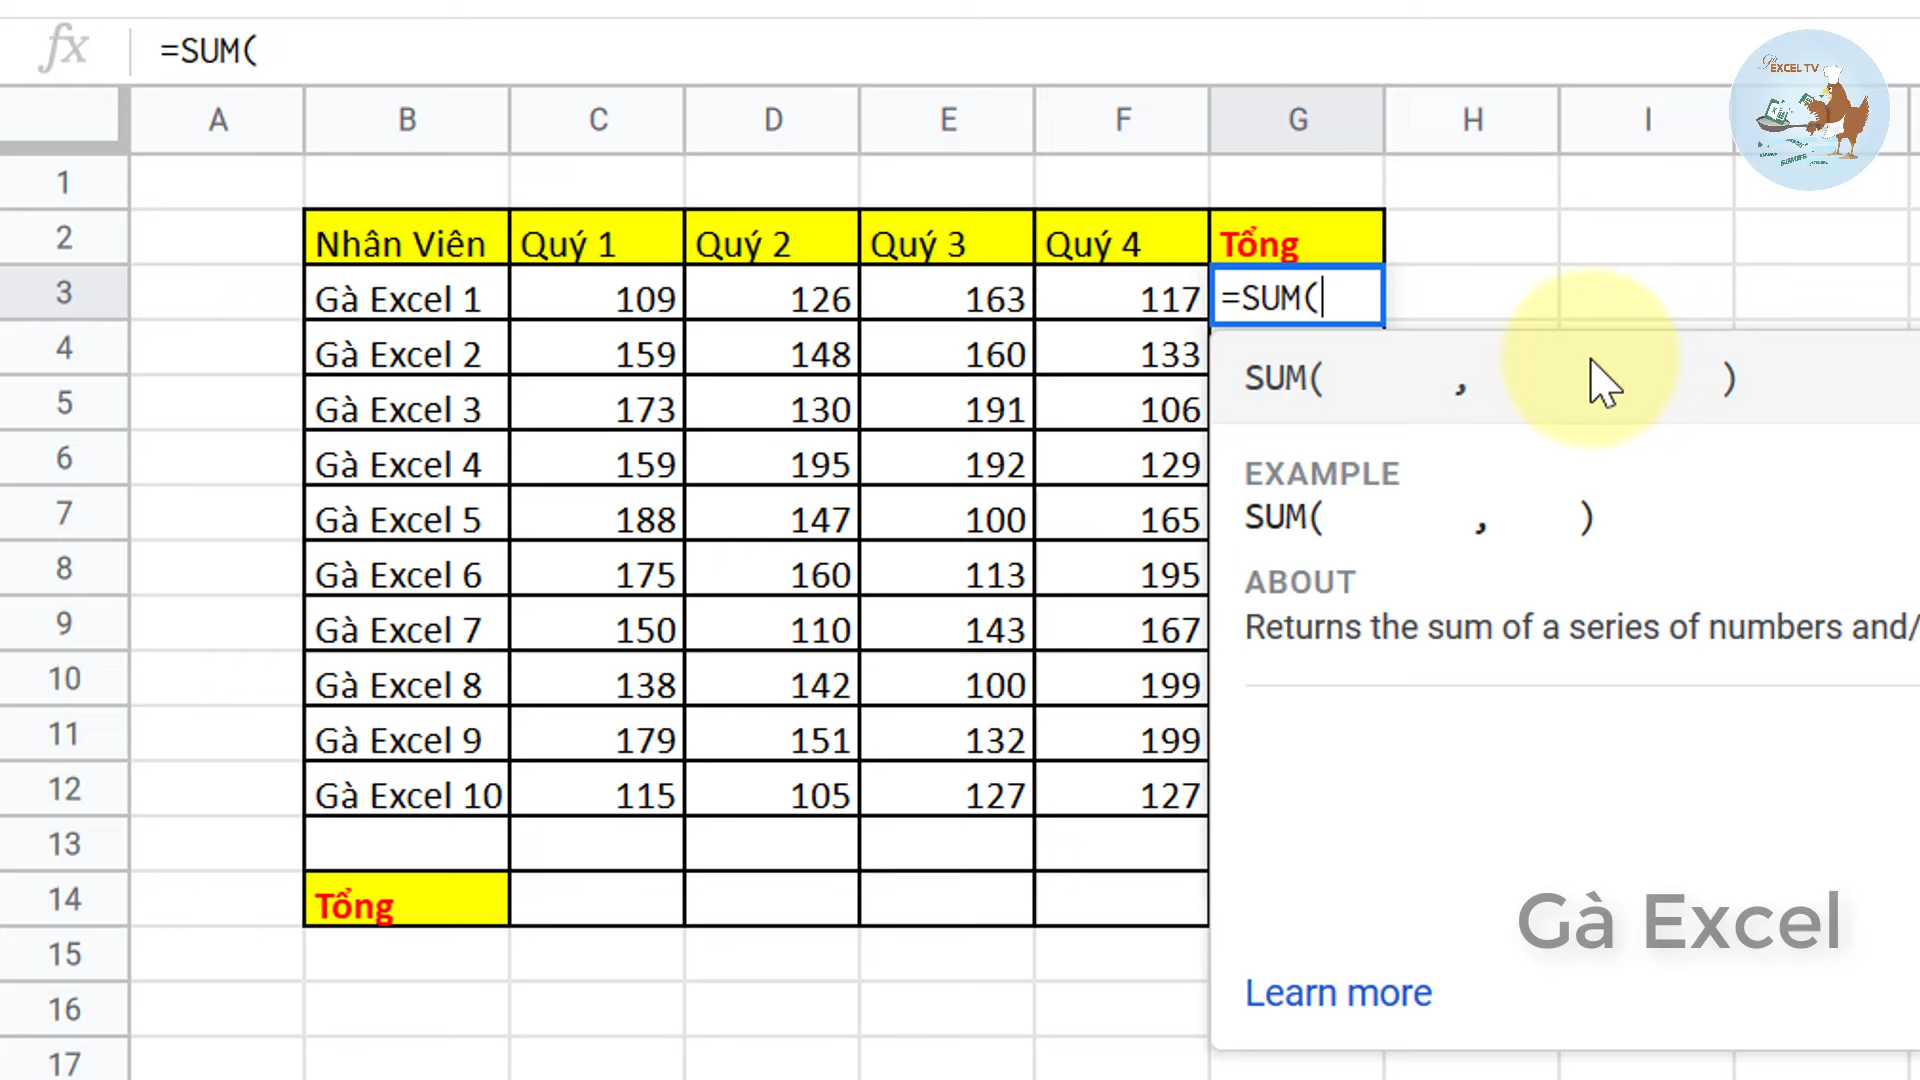 fx =SUM(
EXCEL TV
A B C D E F G H I
1
2 Nhân Viên Quý 1 Quý 2 Quý 3 Quý 4 Tổng
3 Gà Excel 1 109 126 163 117 =SUM(
4 Gà Excel 2 159 148 160 133
SUM( , )
5 Gà Excel 3 173 130 191 106
6 Gà Excel 4 159 195 192 129
EXAMPLE
7 Gà Excel 5 188 147 100 165
SUM( , )
8 Gà Excel 6 175 160 113 195
ABOUT
9 Gà Excel 7 150 110 143 167
Returns the sum of a series of numbers and/
10 Gà Excel 8 138 142 100 199
11 Gà Excel 9 179 151 132 199
12 Gà Excel 10 115 105 127 127
13
14 Tổng
Gà Excel
15
Learn more
16
17